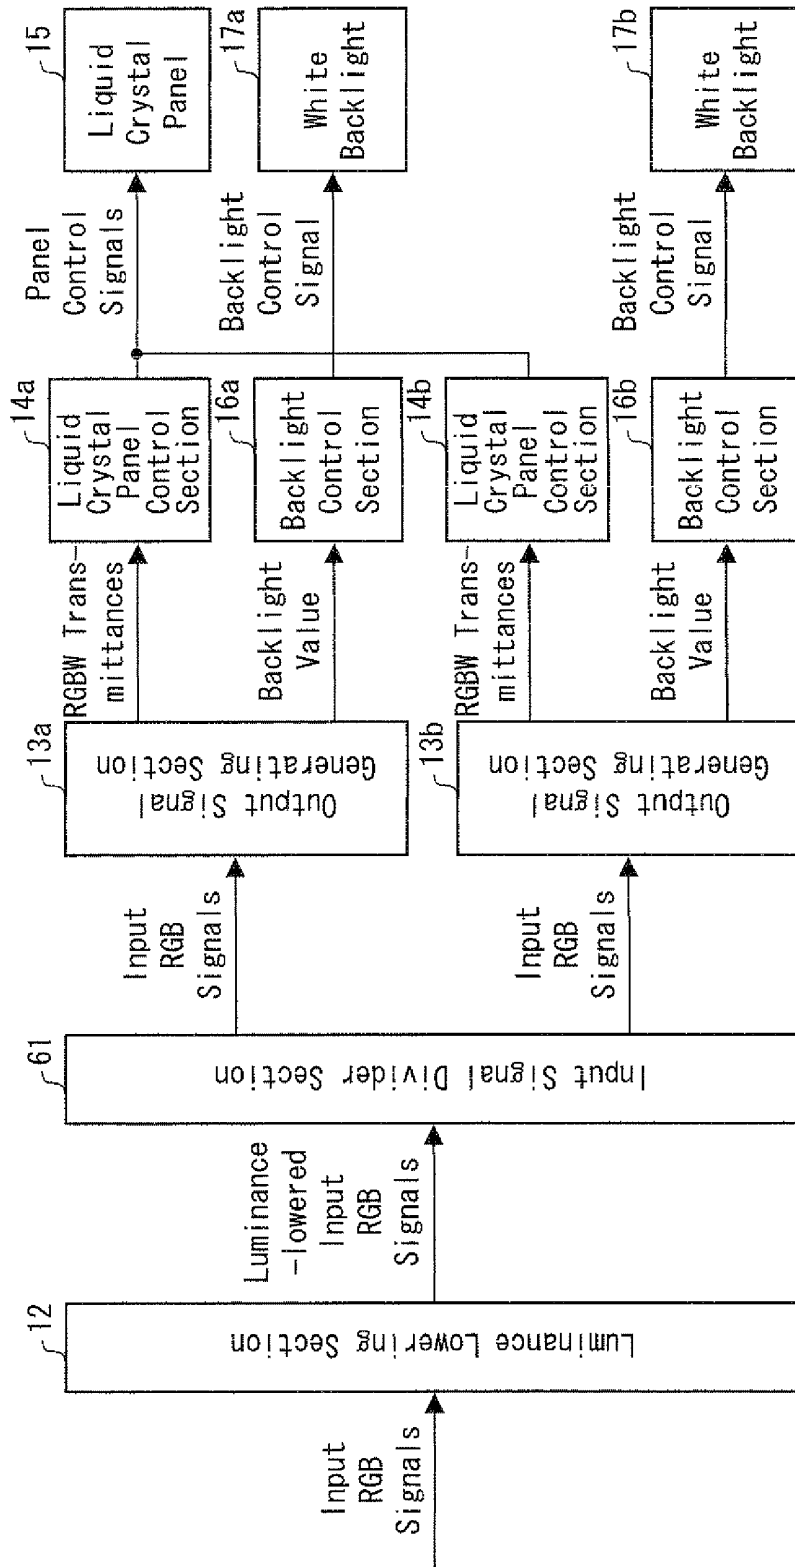 Input
RGB
Signals
12
Luminance Lowering Section
Luminance
-lowered
Input
RGB
Signals
61
Input Signal Divider Section
Input
RGB
Signals
13a
Output Signal
Generating Section
RGBW Trans-
mittances
14a
Liquid
Crystal
Panel
Control
Section
Panel
Control
Signals
15
Liquid
Crystal
Panel
Backlight
Value
16a
Backlight
Control
Section
Backlight
Control
Signal
17a
White
Backlight
Input
RGB
Signals
13b
Output Signal
Generating Section
RGBW Trans-
mittances
14b
Liquid
Crystal
Panel
Control
Section
Backlight
Value
16b
Backlight
Control
Section
Backlight
Control
Signal
17b
White
Backlight